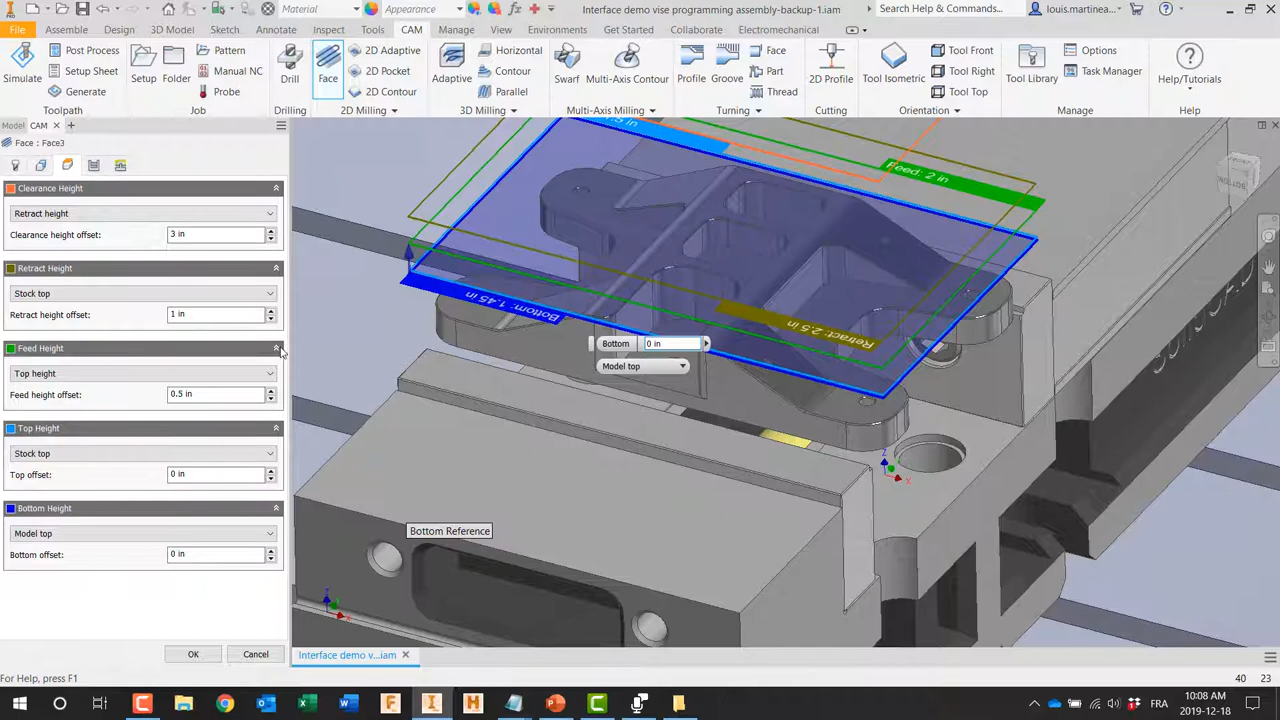 Material
Appearance
Interface demo vise programming assembly-backup-1.iam
Search Help & Commands...
louis.martinea...
PRO
File
Assemble
Design
3D Model
Sketch
Annotate
Inspect
CAM
Tools
Manage
View
Environments
Get Started
Collaborate
Electromechanical
Simulate
Post Process
Setup Sheet
Generate
Toolpath
Setup
Folder
Pattern
Manual NC
Probe
Job
Drill
Drilling
Face
2D Adaptive
2D Pocket
2D Contour
2D Milling
Adaptive
Horizontal
Contour
Parallel
3D Milling
Swarf
Multi-Axis Contour
Multi-Axis Milling
Profile
Groove
Face
Part
Thread
Turning
2D Profile
Cutting
Tool Isometric
Tool Front
Tool Right
Tool Top
Orientation
Tool Library
Options
Task Manager
Manage
Help/Tutorials
Help
Model
CAM
Face : Face3
Clearance Height
Retract height
Clearance height offset:
3 in
Retract Height
Stock top
Retract height offset:
1 in
Feed Height
Top height
Feed height offset:
0.5 in
Top Height
Stock top
Top offset:
0 in
Bottom Height
Model top
Bottom offset:
0 in
OK
Cancel
Feed: 2 in
Bottom: 1.45 in
Retract: 2.5 in
Bottom
0 in
Model top
Bottom Reference
Z
X
Interface demo v...iam
For Help, press F1
40
23
FRA
10:08 AM
2019-12-18